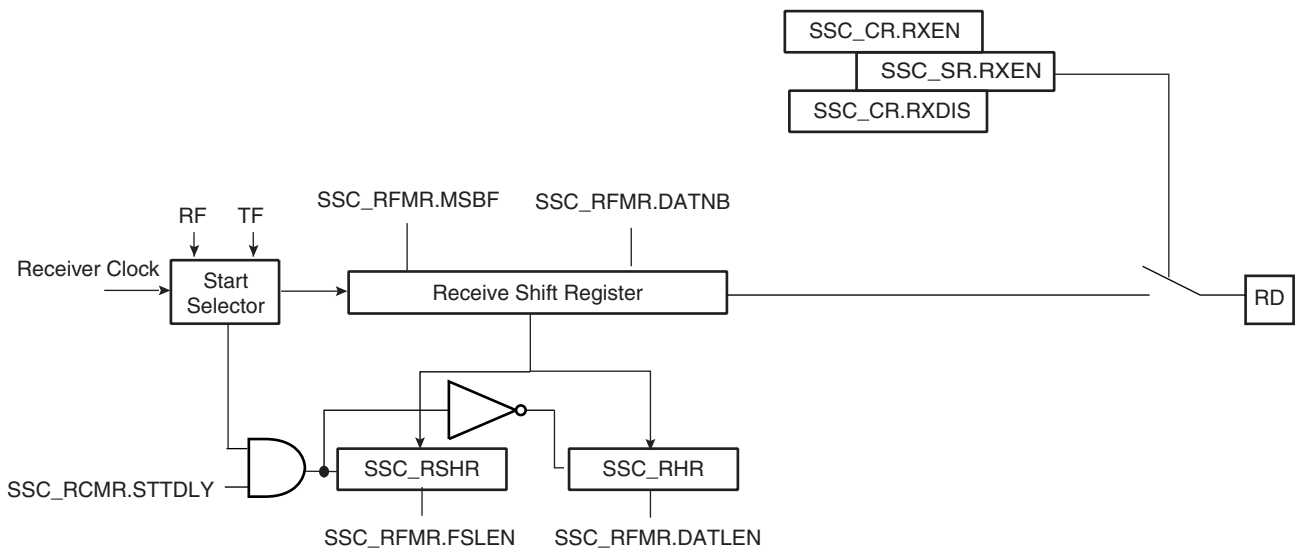 SSC_CR.RXEN
SSC_SR.RXEN
SSC_CR.RXDIS
SSC_RFMR.MSBF
SSC_RFMR.DATNB
RF
TF
Receiver Clock
Start
Selector
Receive Shift Register
RD
SSC_RSHR
SSC_RHR
SSC_RCMR.STTDLY
SSC_RFMR.FSLEN
SSC_RFMR.DATLEN